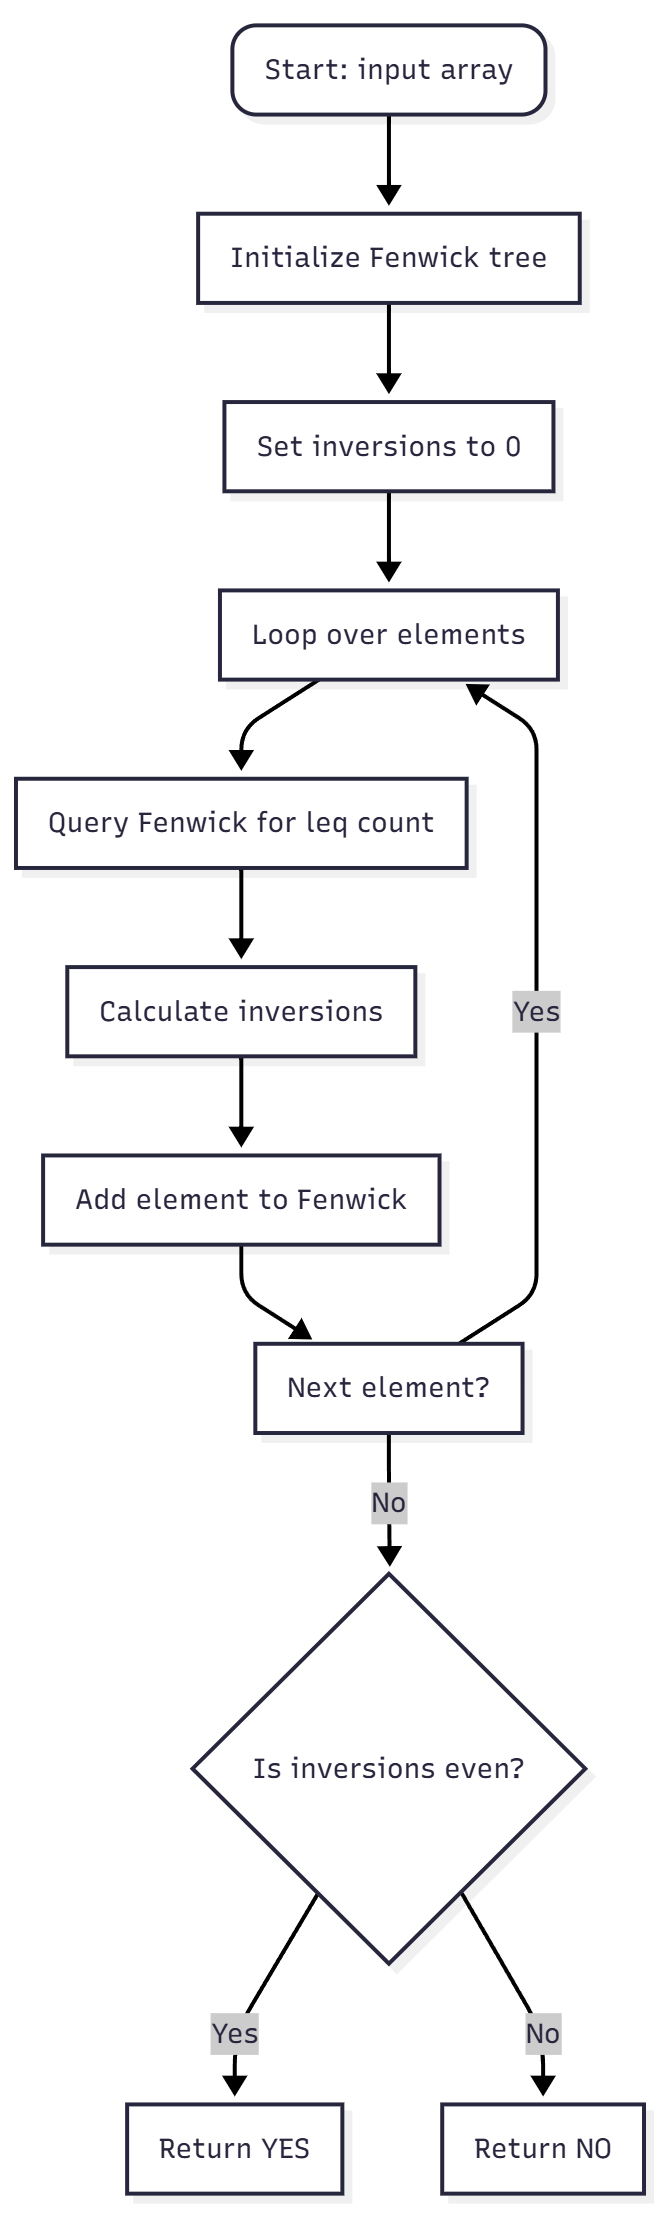 Start: input array
Initialize Fenwick tree
Set inversions to 0
Loop over elements
Query Fenwick for leq count
Calculate inversions
Yes
Add element to Fenwick
Next element?
No
Is inversions even?
Yes
No
Return YES
Return NO